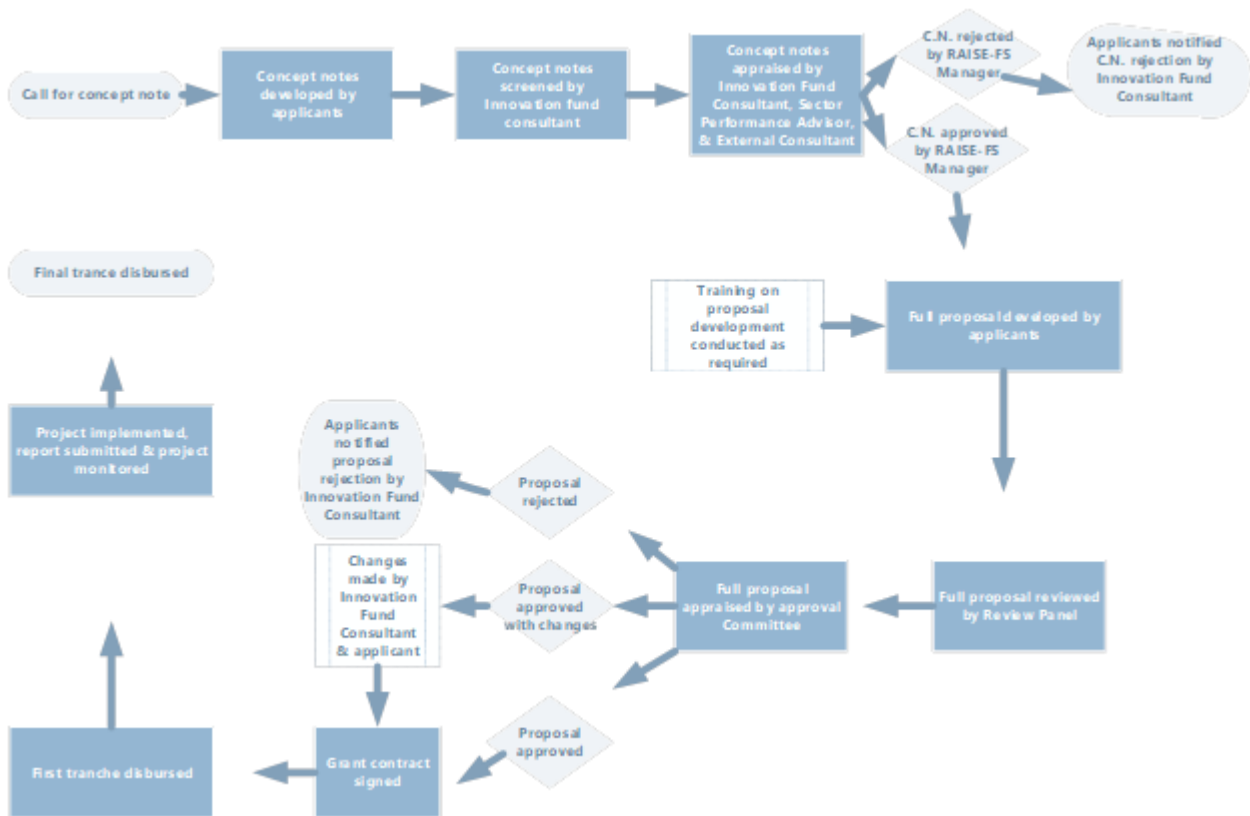 Call for concept note
Concept notes
developed by
applicants
Concept notes
screened by
Innovation fund
consultant
Concept notes
appraised by
Innovation Fund
Consultant, Sector
Performance Advisor,
& External Consultant
C.N. rejected
by RAISE-FS
Manager
Applicants notified
C.N. rejection by
Innovation Fund
Consultant
C.N. approved
by RAISE-FS
Manager
Final trance disbursed
Training on
proposal
development
conducted as
required
Full proposal developed by
applicants
Project implemented,
report submitted & project
monitored
Applicants
notified
proposal
rejection by
Innovation Fund
Consultant
Proposal
rejected
Changes
made by
Innovation
Fund
Consultant
& applicant
Proposal
approved
with changes
Full proposal
appraised by approval
Committee
Full proposal reviewed
by Review Panel
First tranche disbursed
Grant contract
signed
Proposal
approved